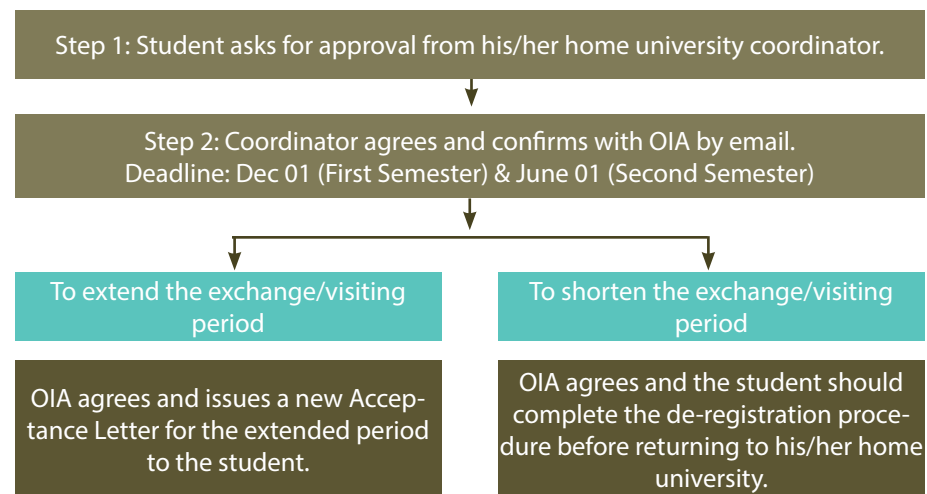 Step 1: Student asks for approval from his/her home university coordinator.
Step 2: Coordinator agrees and confirms with OIA by email.
Deadline: Dec 01 (First Semester) & June 01 (Second Semester)
To extend the exchange/visiting
period
To shorten the exchange/visiting
period
OIA agrees and issues a new Accep-
tance Letter for the extended period
to the student.
OIA agrees and the student should
complete the de-registration proce-
dure before returning to his/her home
university.